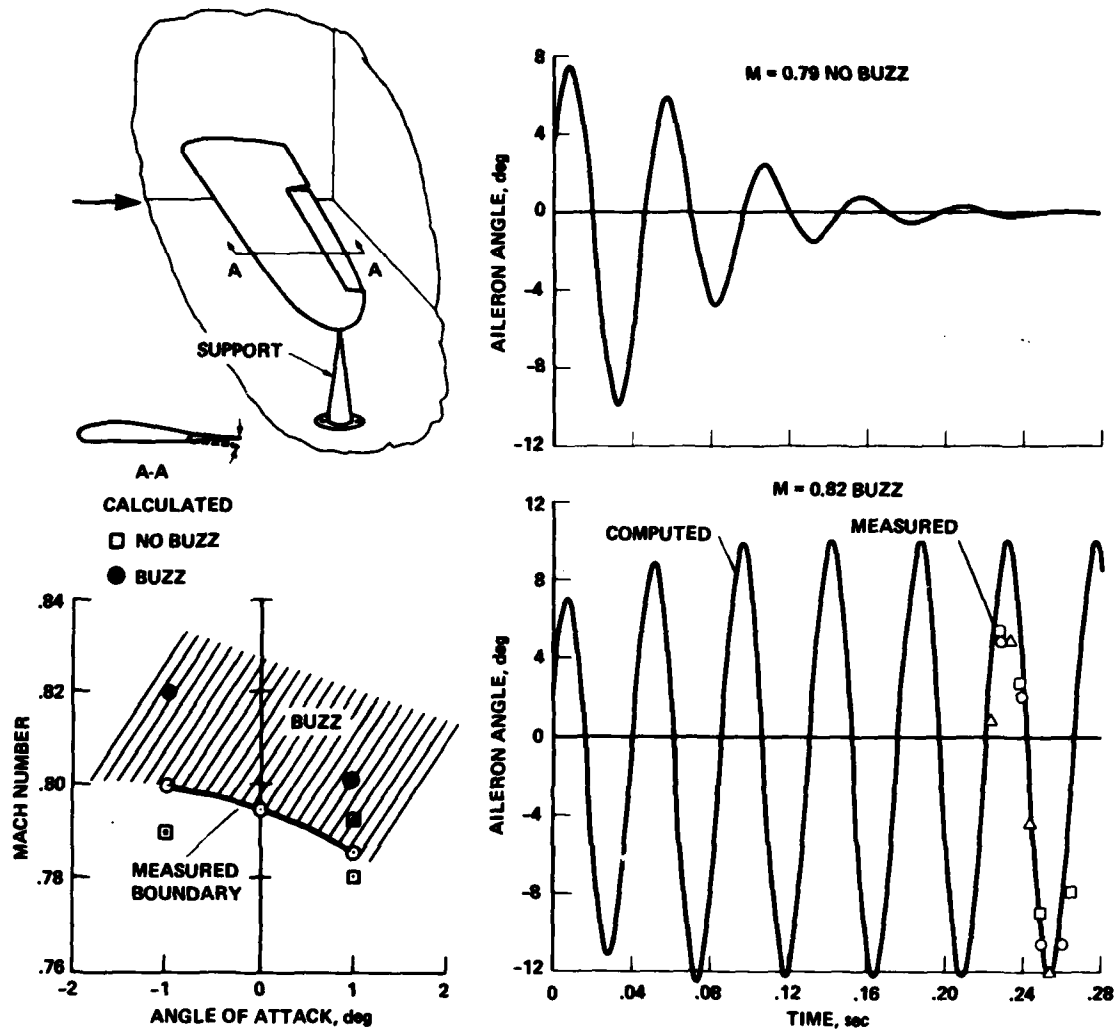 A
A
SUPPORT
A-A
CALCULATED
NO BUZZ
BUZZ
.84
.82
.80
.78
.76
MACH NUMBER
BUZZ
MEASURED
BOUNDARY
-2
-1
0
1
2
ANGLE OF ATTACK, deg
M = 0.79 NO BUZZ
8
4
0
-4
-8
-12
AILERON ANGLE, deg
M = 0.82 BUZZ
COMPUTED
MEASURED
12
8
4
0
-4
-8
-12
AILERON ANGLE, deg
0
.04
.08
.12
.16
.20
.24
.28
TIME, sec